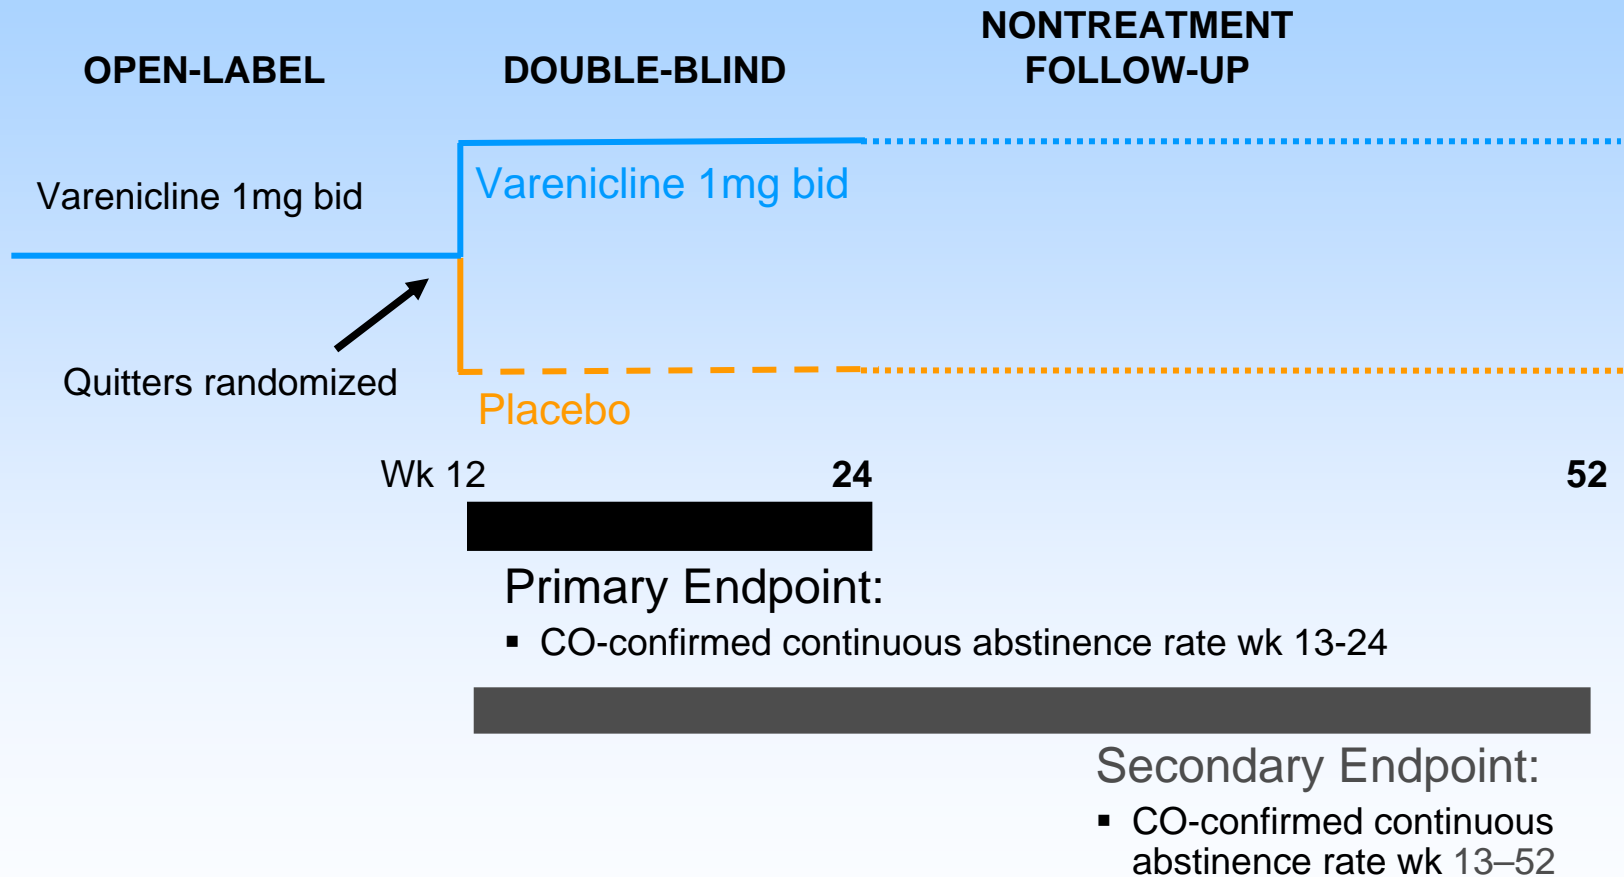 OPEN-LABEL
DOUBLE-BLIND
NONTREATMENT
FOLLOW-UP
Varenicline 1mg bid
Varenicline 1mg bid
Quitters randomized
Placebo
Wk 12
24
52
Primary Endpoint:
▪ CO-confirmed continuous abstinence rate wk 13-24
Secondary Endpoint:
▪ CO-confirmed continuous
abstinence rate wk 13–52